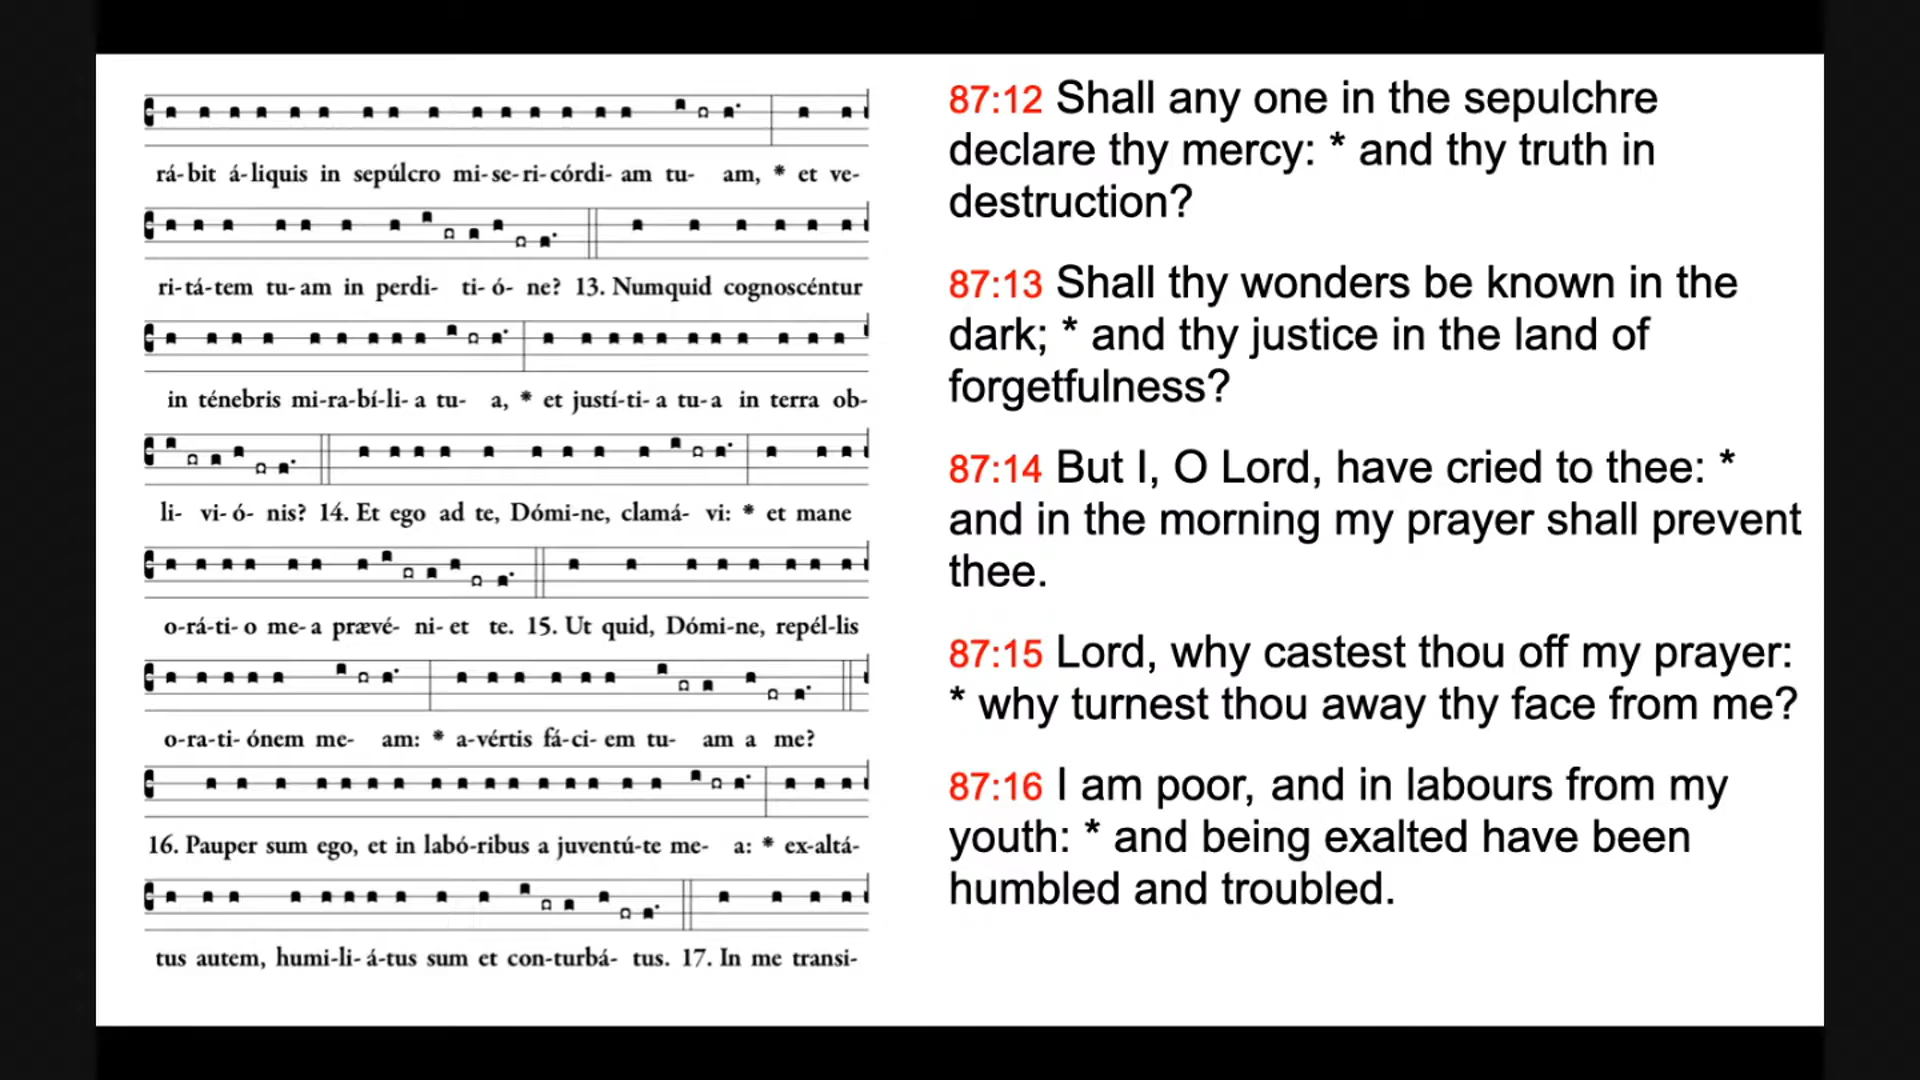 rá-bit á-liquis in sepúlcro mi-se-ri-córdi- am tu- am, * et ve-
ri-tá-tem tu-am in perdi- ti-ó- ne? 13. Numquid cognoscéntur
in ténebris mi-ra-bí-li- a tu- a, * et justí-ti- a tu-a in terra ob-
li- vi-ó- nis? 14. Et ego ad te, Dómi-ne, clamá- vi: * et mane
o-rá-ti- o me-a prævé- ni- et te. 15. Ut quid, Dómi-ne, repél-lis
o-ra-ti- ónem me- am: * a-vértis fá-ci- em tu- am a me?
16. Pauper sum ego, et in labó-ribus a juventú-te me- a: * ex-altá-
tus autem, humi-li- á-tus sum et con-turbá- tus. 17. In me transi-
87:12 Shall any one in the sepulchre
declare thy mercy: * and thy truth in
destruction?
87:13 Shall thy wonders be known in the
dark; * and thy justice in the land of
forgetfulness?
87:14 But I, O Lord, have cried to thee: *
and in the morning my prayer shall prevent
thee.
87:15 Lord, why castest thou off my prayer:
* why turnest thou away thy face from me?
87:16 I am poor, and in labours from my
youth: * and being exalted have been
humbled and troubled.